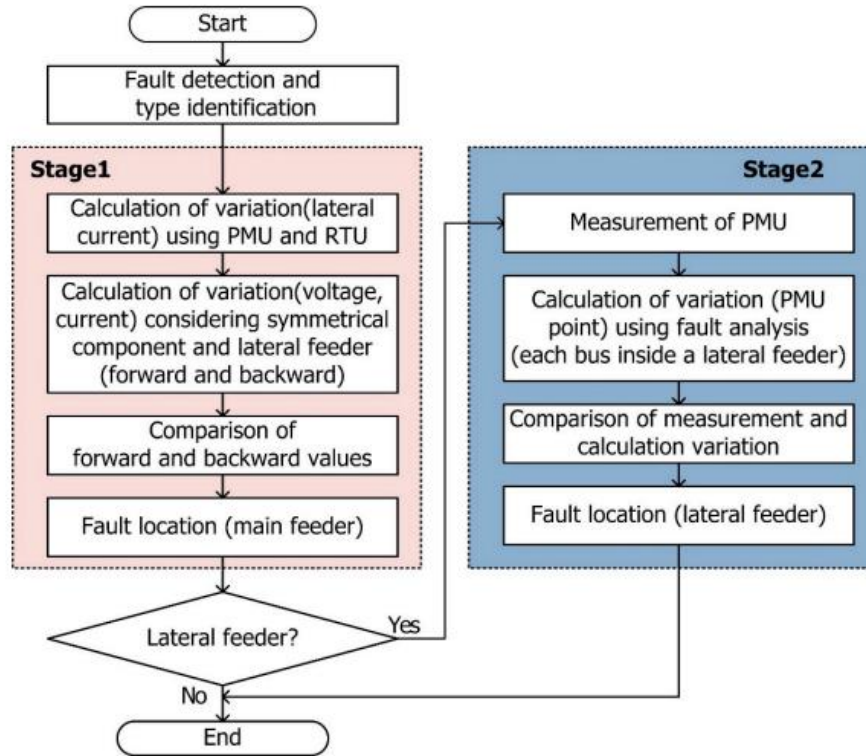 Start
Fault detection and
type identification
Stage1
Calculation of variation(lateral
current) using PMU and RTU
Calculation of variation(voltage,
current) considering symmetrical
component and lateral feeder
(forward and backward)
Comparison of
forward and backward values
Fault location (main feeder)
Lateral feeder?
Yes
No
End
Stage2
Measurement of PMU
Calculation of variation (PMU
point) using fault analysis
(each bus inside a lateral feeder)
Comparison of measurement and
calculation variation
Fault location (lateral feeder)